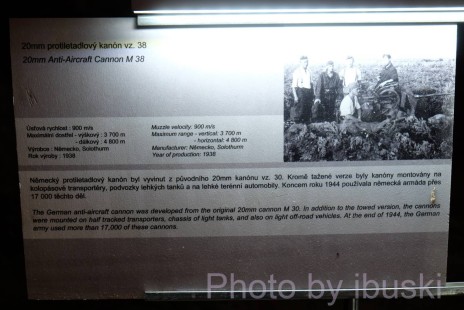 20mm protiletadlový kanón vz. 38
20mm Anti-Aircraft Cannon M 38
Úsťová rychlost : 900 m/s
Maximální dostřel - výškový : 3 700 m
- dálkový : 4 800 m
Výrobce : Německo, Solothurn
Rok výroby : 1938
Muzzle velocity: 900 m/s
Maximum range - vertical: 3 700 m
- horizontal: 4 800 m
Manufacturer: Německo, Solothurn
Year of production: 1938
Německý protiletadlový kanón byl vyvinut z původního 20mm kanónu vz. 30. Kromě tažené verze byly kanóny montovány na
kolopásové transportéry, podvozky lehkých tanků a na lehké terénní automobily. Koncem roku 1944 používala německá armáda přes
17 000 těchto děl.
The German anti-aircraft cannon was developed from the original 20mm cannon M 30. In addition to the towed version, the cannons
were mounted on half tracked transporters, chassis of light tanks, and also on light off-road vehicles. At the end of 1944, the German
army used more than 17,000 of these cannons.
Photo by ibuski